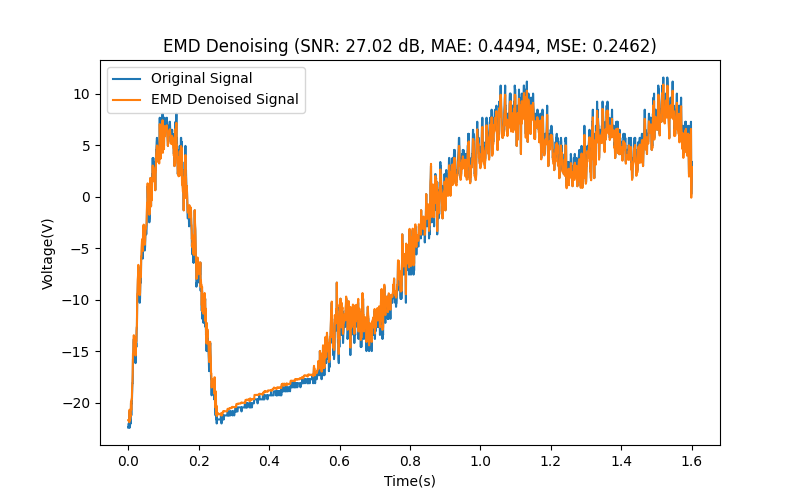 EMD Denoising (SNR: 27.02 dB, MAE: 0.4494, MSE: 0.2462)
Original Signal
EMD Denoised Signal
10
5
0
−5
−10
−15
−20
Voltage(V)
0.0 0.2 0.4 0.6 0.8 1.0 1.2 1.4 1.6
Time(s)